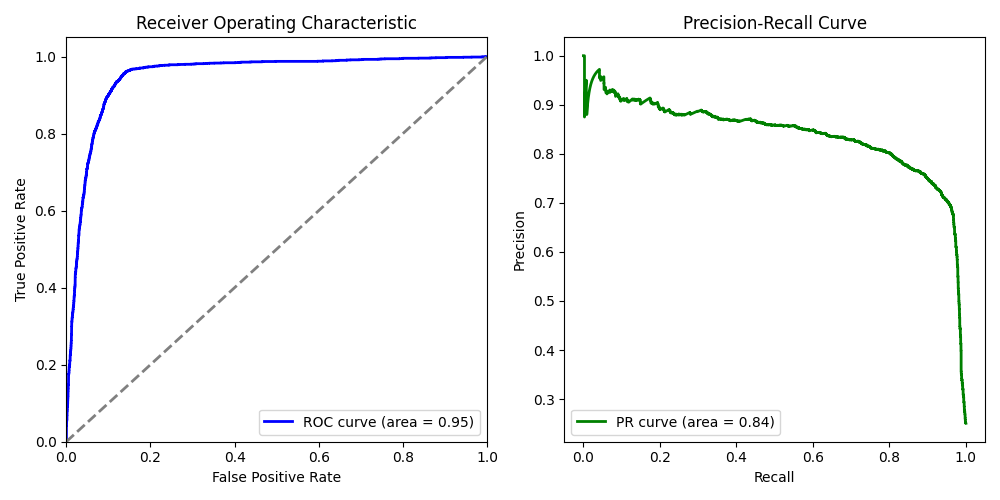 Receiver Operating Characteristic
1.0
0.8
0.6
0.4
0.2
0.0
True Positive Rate
0.0 0.2 0.4 0.6 0.8 1.0
False Positive Rate
ROC curve (area = 0.95)
Precision-Recall Curve
1.0
0.9
0.8
0.7
0.6
0.5
0.4
0.3
Precision
0.0 0.2 0.4 0.6 0.8 1.0
Recall
PR curve (area = 0.84)